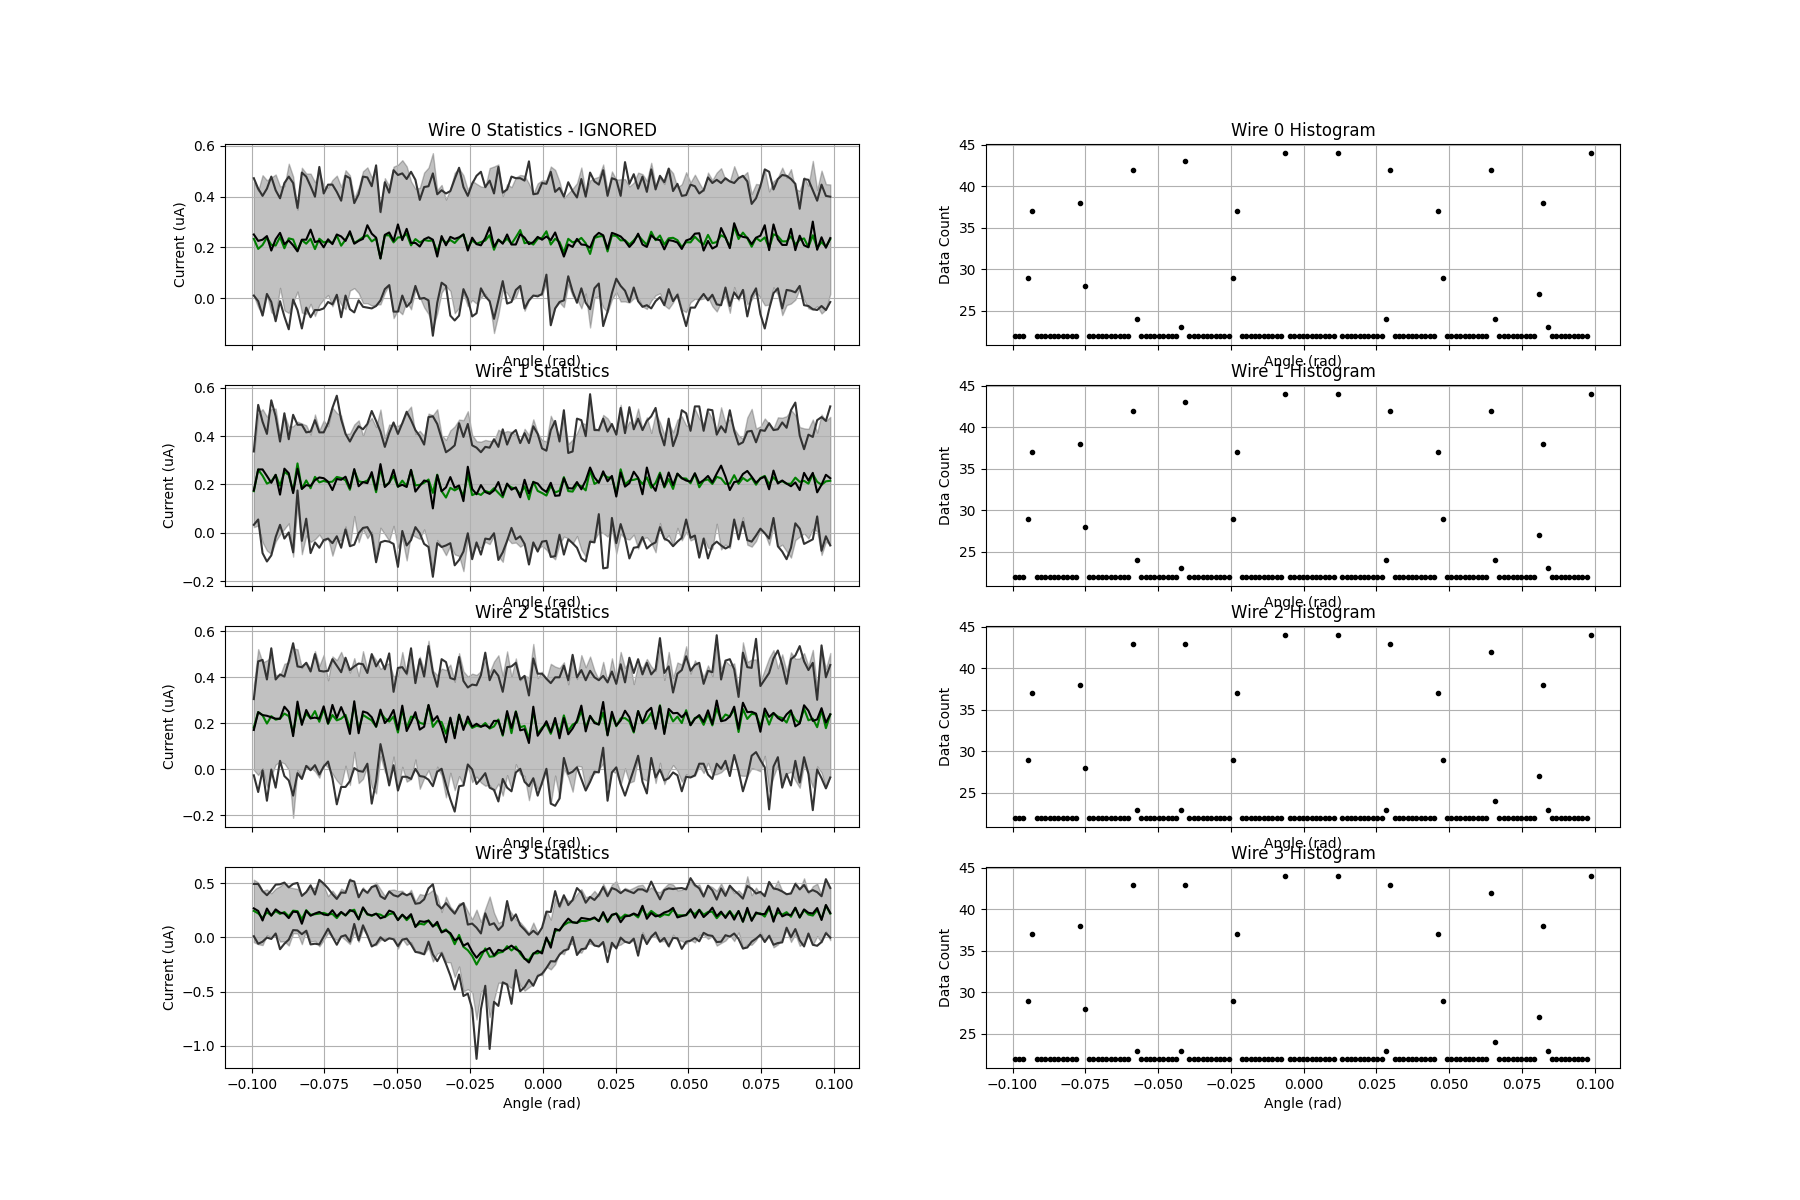 Wire 0 Statistics - IGNORED
0.6
0.4
0.2
0.0
Current (uA)
Angle (rad)
Wire 0 Histogram
45
40
35
30
25
Data Count
Angle (rad)
Wire 1 Statistics
0.6
0.4
0.2
0.0
−0.2
Current (uA)
Angle (rad)
Wire 1 Histogram
45
40
35
30
25
Data Count
Angle (rad)
Wire 2 Statistics
0.6
0.4
0.2
0.0
−0.2
Current (uA)
Angle (rad)
Wire 2 Histogram
45
40
35
30
25
Data Count
Angle (rad)
Wire 3 Statistics
0.5
0.0
−0.5
−1.0
Current (uA)
−0.100 −0.075 −0.050 −0.025 0.000 0.025 0.050 0.075 0.100
Angle (rad)
Wire 3 Histogram
45
40
35
30
25
Data Count
−0.100 −0.075 −0.050 −0.025 0.000 0.025 0.050 0.075 0.100
Angle (rad)